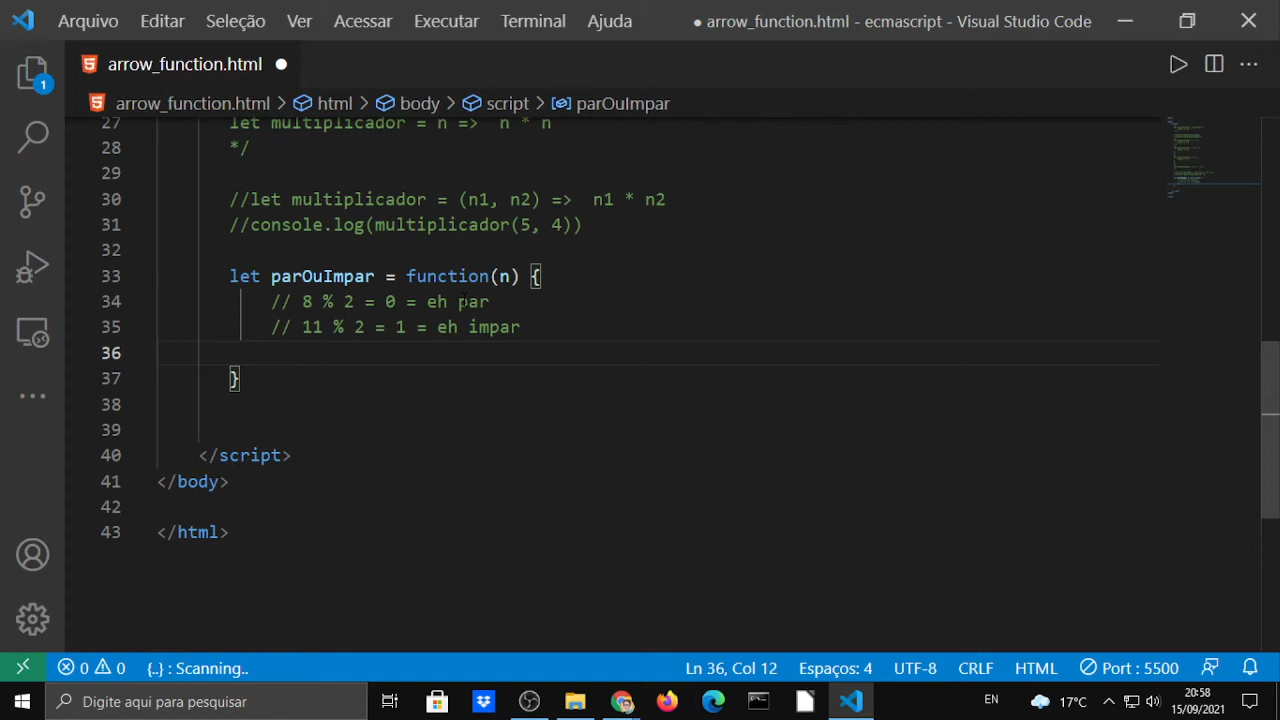 Arquivo Editar Seleção Ver Acessar Executar Terminal Ajuda ● arrow_function.html - ecmascript - Visual Studio Code
arrow_function.html
1
arrow_function.html > html > body > script > parOuImpar
27 let multiplicador = n => n * n
28 */
29
30 //let multiplicador = (n1, n2) => n1 * n2
31 //console.log(multiplicador(5, 4))
32
33 let parOuImpar = function(n) {
34 // 8 % 2 = 0 = eh par
35 // 11 % 2 = 1 = eh impar
36
37 }
38
39
40 </script>
41 </body>
42
43 </html>
0 0 {..} : Scanning.. Ln 36, Col 12 Espaços: 4 UTF-8 CRLF HTML Port : 5500
Digite aqui para pesquisar EN 17°C 20:58
15/09/2021